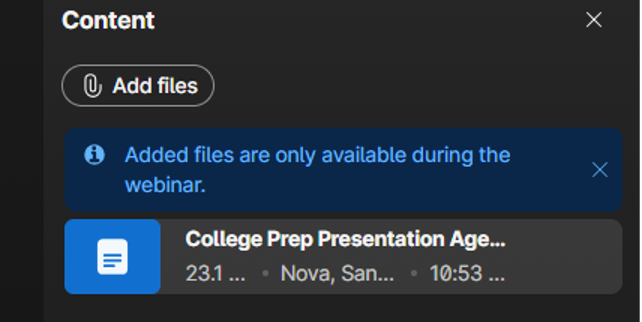 Content
Add files
Added files are only available during the
webinar.
College Prep Presentation Age...
23.1 ... • Nova, San... • 10:53 ...